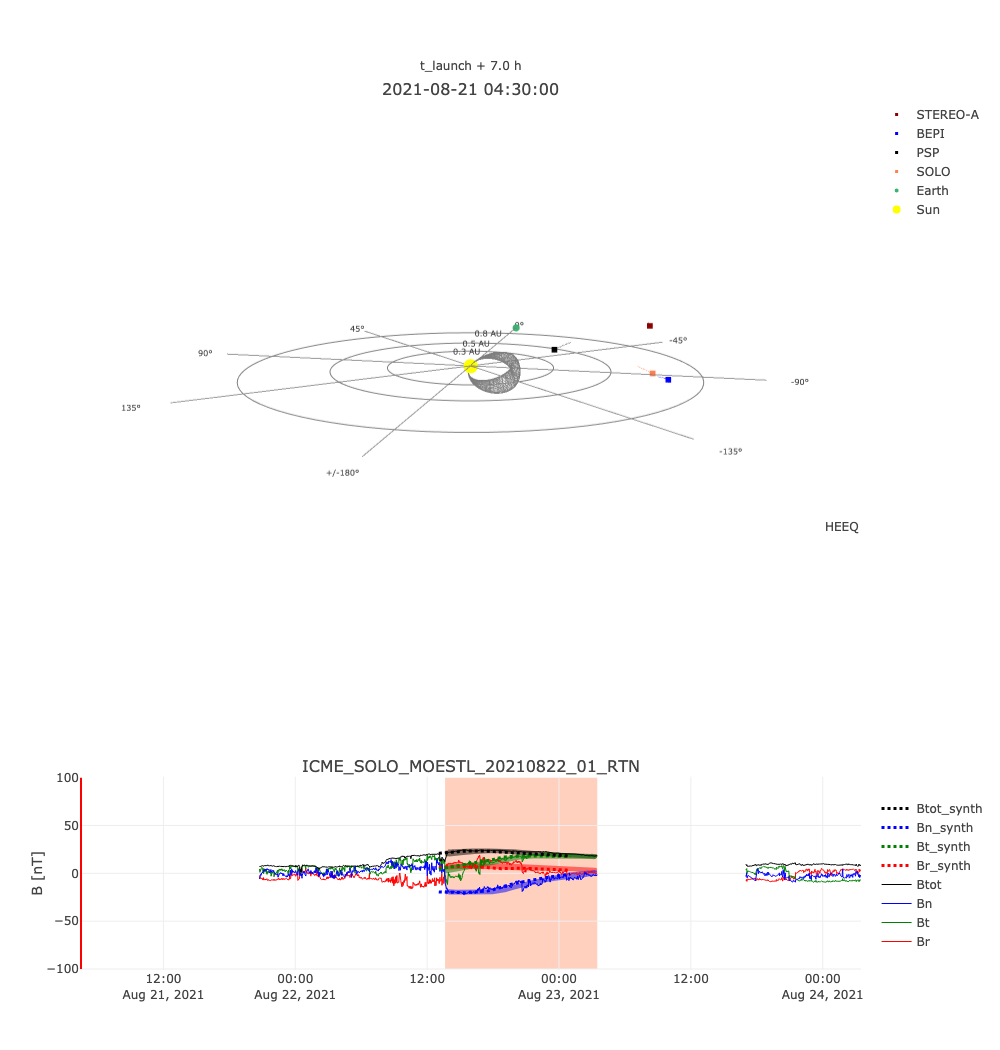 t_launch + 7.0 h
2021-08-21 04:30:00
STEREO-A
BEPI
PSP
SOLO
Earth
Sun
0°
45°
0.8 AU
-45°
0.5 AU
90°
0.3 AU
-90°
135°
-135°
+/-180°
HEEQ
ICME_SOLO_MOESTL_20210822_01_RTN
100
50
0
−50
−100
B [nT]
12:00 00:00 12:00 00:00 12:00 00:00
Aug 21, 2021 Aug 22, 2021 Aug 23, 2021 Aug 24, 2021
Btot_synth
Bn_synth
Bt_synth
Br_synth
Btot
Bn
Bt
Br